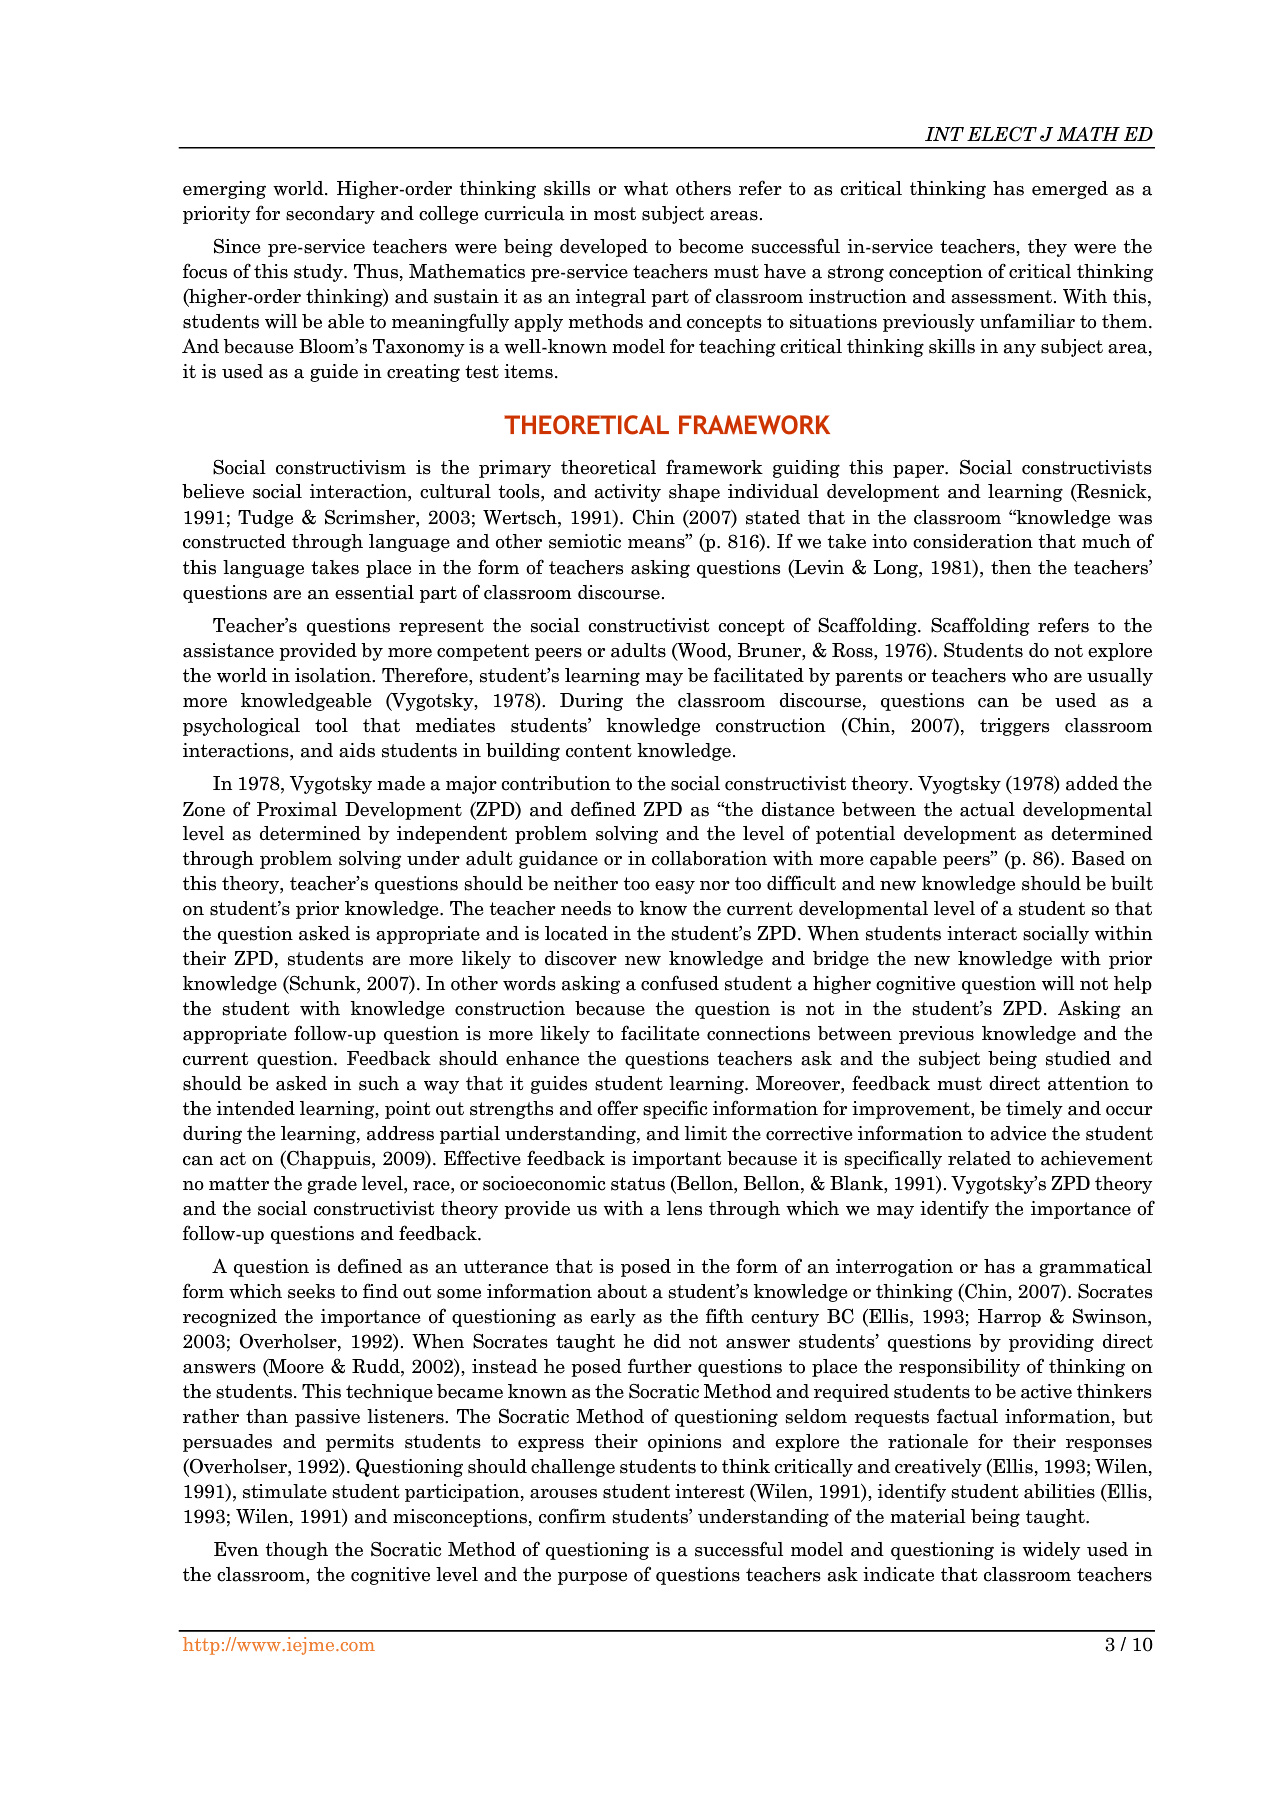 INT ELECT J MATH ED
emerging world. Higher-order thinking skills or what others refer to as critical thinking has emerged as a
priority for secondary and college curricula in most subject areas.
Since pre-service teachers were being developed to become successful in-service teachers, they were the
focus of this study. Thus, Mathematics pre-service teachers must have a strong conception of critical thinking
(higher-order thinking) and sustain it as an integral part of classroom instruction and assessment. With this,
students will be able to meaningfully apply methods and concepts to situations previously unfamiliar to them.
And because Bloom’s Taxonomy is a well-known model for teaching critical thinking skills in any subject area,
it is used as a guide in creating test items.
THEORETICAL FRAMEWORK
Social constructivism is the primary theoretical framework guiding this paper. Social constructivists
believe social interaction, cultural tools, and activity shape individual development and learning (Resnick,
1991; Tudge & Scrimsher, 2003; Wertsch, 1991). Chin (2007) stated that in the classroom “knowledge was
constructed through language and other semiotic means” (p. 816). If we take into consideration that much of
this language takes place in the form of teachers asking questions (Levin & Long, 1981), then the teachers’
questions are an essential part of classroom discourse.
Teacher’s questions represent the social constructivist concept of Scaffolding. Scaffolding refers to the
assistance provided by more competent peers or adults (Wood, Bruner, & Ross, 1976). Students do not explore
the world in isolation. Therefore, student’s learning may be facilitated by parents or teachers who are usually
more knowledgeable (Vygotsky, 1978). During the classroom discourse, questions can be used as a
psychological tool that mediates students’ knowledge construction (Chin, 2007), triggers classroom
interactions, and aids students in building content knowledge.
In 1978, Vygotsky made a major contribution to the social constructivist theory. Vyogtsky (1978) added the
Zone of Proximal Development (ZPD) and defined ZPD as “the distance between the actual developmental
level as determined by independent problem solving and the level of potential development as determined
through problem solving under adult guidance or in collaboration with more capable peers” (p. 86). Based on
this theory, teacher’s questions should be neither too easy nor too difficult and new knowledge should be built
on student’s prior knowledge. The teacher needs to know the current developmental level of a student so that
the question asked is appropriate and is located in the student’s ZPD. When students interact socially within
their ZPD, students are more likely to discover new knowledge and bridge the new knowledge with prior
knowledge (Schunk, 2007). In other words asking a confused student a higher cognitive question will not help
the student with knowledge construction because the question is not in the student’s ZPD. Asking an
appropriate follow-up question is more likely to facilitate connections between previous knowledge and the
current question. Feedback should enhance the questions teachers ask and the subject being studied and
should be asked in such a way that it guides student learning. Moreover, feedback must direct attention to
the intended learning, point out strengths and offer specific information for improvement, be timely and occur
during the learning, address partial understanding, and limit the corrective information to advice the student
can act on (Chappuis, 2009). Effective feedback is important because it is specifically related to achievement
no matter the grade level, race, or socioeconomic status (Bellon, Bellon, & Blank, 1991). Vygotsky’s ZPD theory
and the social constructivist theory provide us with a lens through which we may identify the importance of
follow-up questions and feedback.
A question is defined as an utterance that is posed in the form of an interrogation or has a grammatical
form which seeks to find out some information about a student’s knowledge or thinking (Chin, 2007). Socrates
recognized the importance of questioning as early as the fifth century BC (Ellis, 1993; Harrop & Swinson,
2003; Overholser, 1992). When Socrates taught he did not answer students’ questions by providing direct
answers (Moore & Rudd, 2002), instead he posed further questions to place the responsibility of thinking on
the students. This technique became known as the Socratic Method and required students to be active thinkers
rather than passive listeners. The Socratic Method of questioning seldom requests factual information, but
persuades and permits students to express their opinions and explore the rationale for their responses
(Overholser, 1992). Questioning should challenge students to think critically and creatively (Ellis, 1993; Wilen,
1991), stimulate student participation, arouses student interest (Wilen, 1991), identify student abilities (Ellis,
1993; Wilen, 1991) and misconceptions, confirm students’ understanding of the material being taught.
Even though the Socratic Method of questioning is a successful model and questioning is widely used in
the classroom, the cognitive level and the purpose of questions teachers ask indicate that classroom teachers
http://www.iejme.com
3 / 10